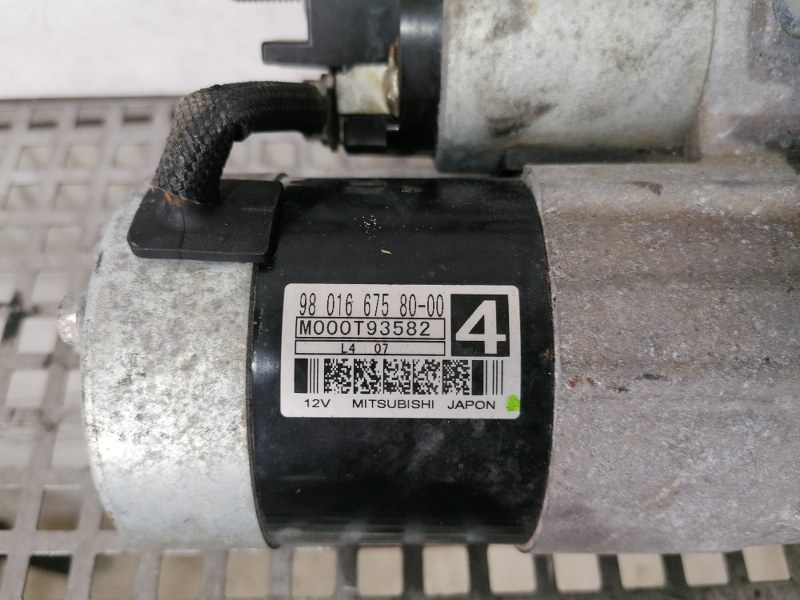 98 016 675 80-00
M000T93582
L4 07
4
12V MITSUBISHI JAPON